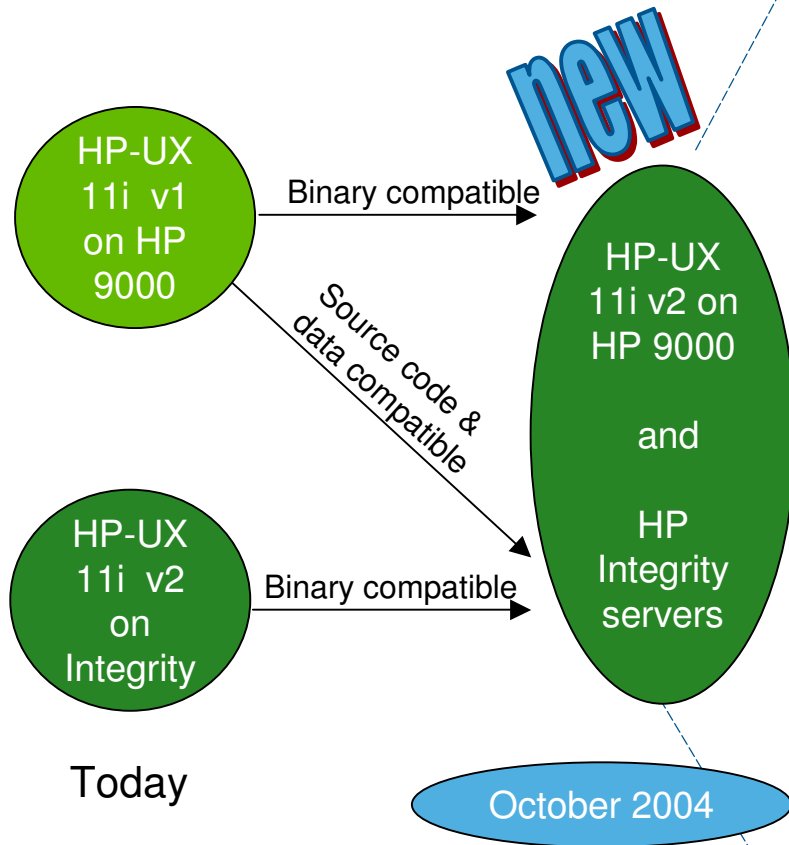 new
HP-UX
11i v1
on HP
9000
Binary compatible
Source code &
data compatible
HP-UX
11i v2 on
HP 9000
and
HP
Integrity
servers
HP-UX
11i v2
on
Integrity
Binary compatible
Today
October 2004